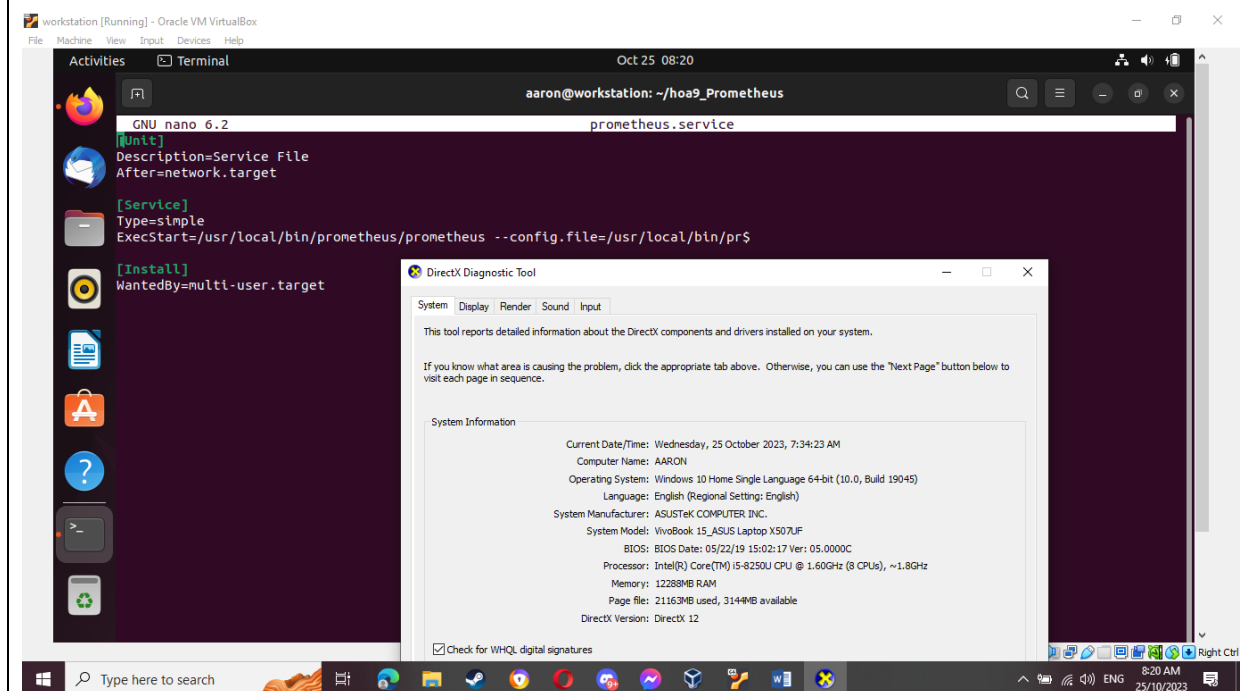 workstation [Running] - Oracle VM VirtualBox
File Machine View Input Devices Help
Activities Terminal Oct 25 08:20
aaron@workstation: ~/hoa9_Prometheus
GNU nano 6.2 prometheus.service
[Unit]
Description=Service File
After=network.target
[Service]
Type=simple
ExecStart=/usr/local/bin/prometheus/prometheus --config.file=/usr/local/bin/pr$
[Install]
WantedBy=multi-user.target
DirectX Diagnostic Tool
System Display Render Sound Input
This tool reports detailed information about the DirectX components and drivers installed on your system.
If you know what area is causing the problem, click the appropriate tab above. Otherwise, you can use the "Next Page" button below to
visit each page in sequence.
System Information
Current Date/Time: Wednesday, 25 October 2023, 7:34:23 AM
Computer Name: AARON
Operating System: Windows 10 Home Single Language 64-bit (10.0, Build 19045)
Language: English (Regional Setting: English)
System Manufacturer: ASUSTeK COMPUTER INC.
System Model: VivoBook 15_ASUS Laptop X507UF
BIOS: BIOS Date: 05/22/19 15:02:17 Ver: 05.0000C
Processor: Intel(R) Core(TM) i5-8250U CPU @ 1.60GHz (8 CPUs), ~1.8GHz
Memory: 12288MB RAM
Page file: 21163MB used, 3144MB available
DirectX Version: DirectX 12
Check for WHQL digital signatures
Right Ctrl
Type here to search
ENG
8:20 AM
25/10/2023